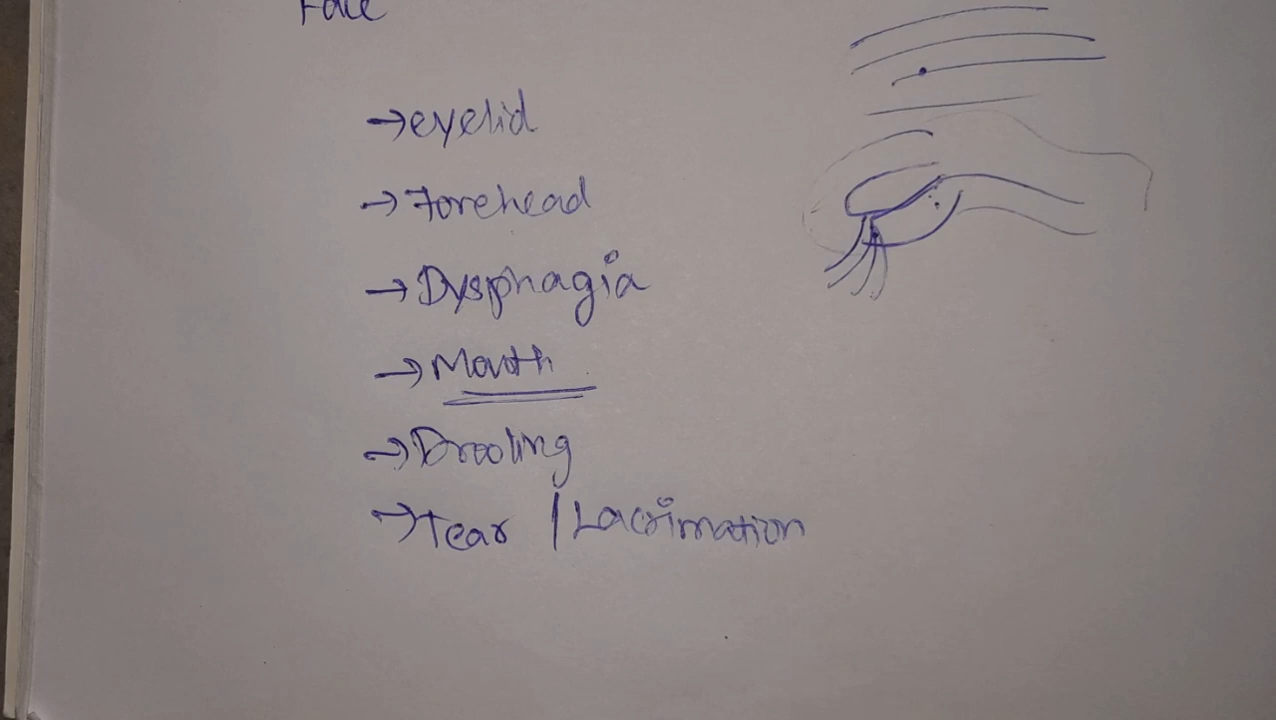 Face
→ eyelid
→ Forehead
→ Dysphagia
→ Mouth
→ Drooling
→ Tear / Lacrimation